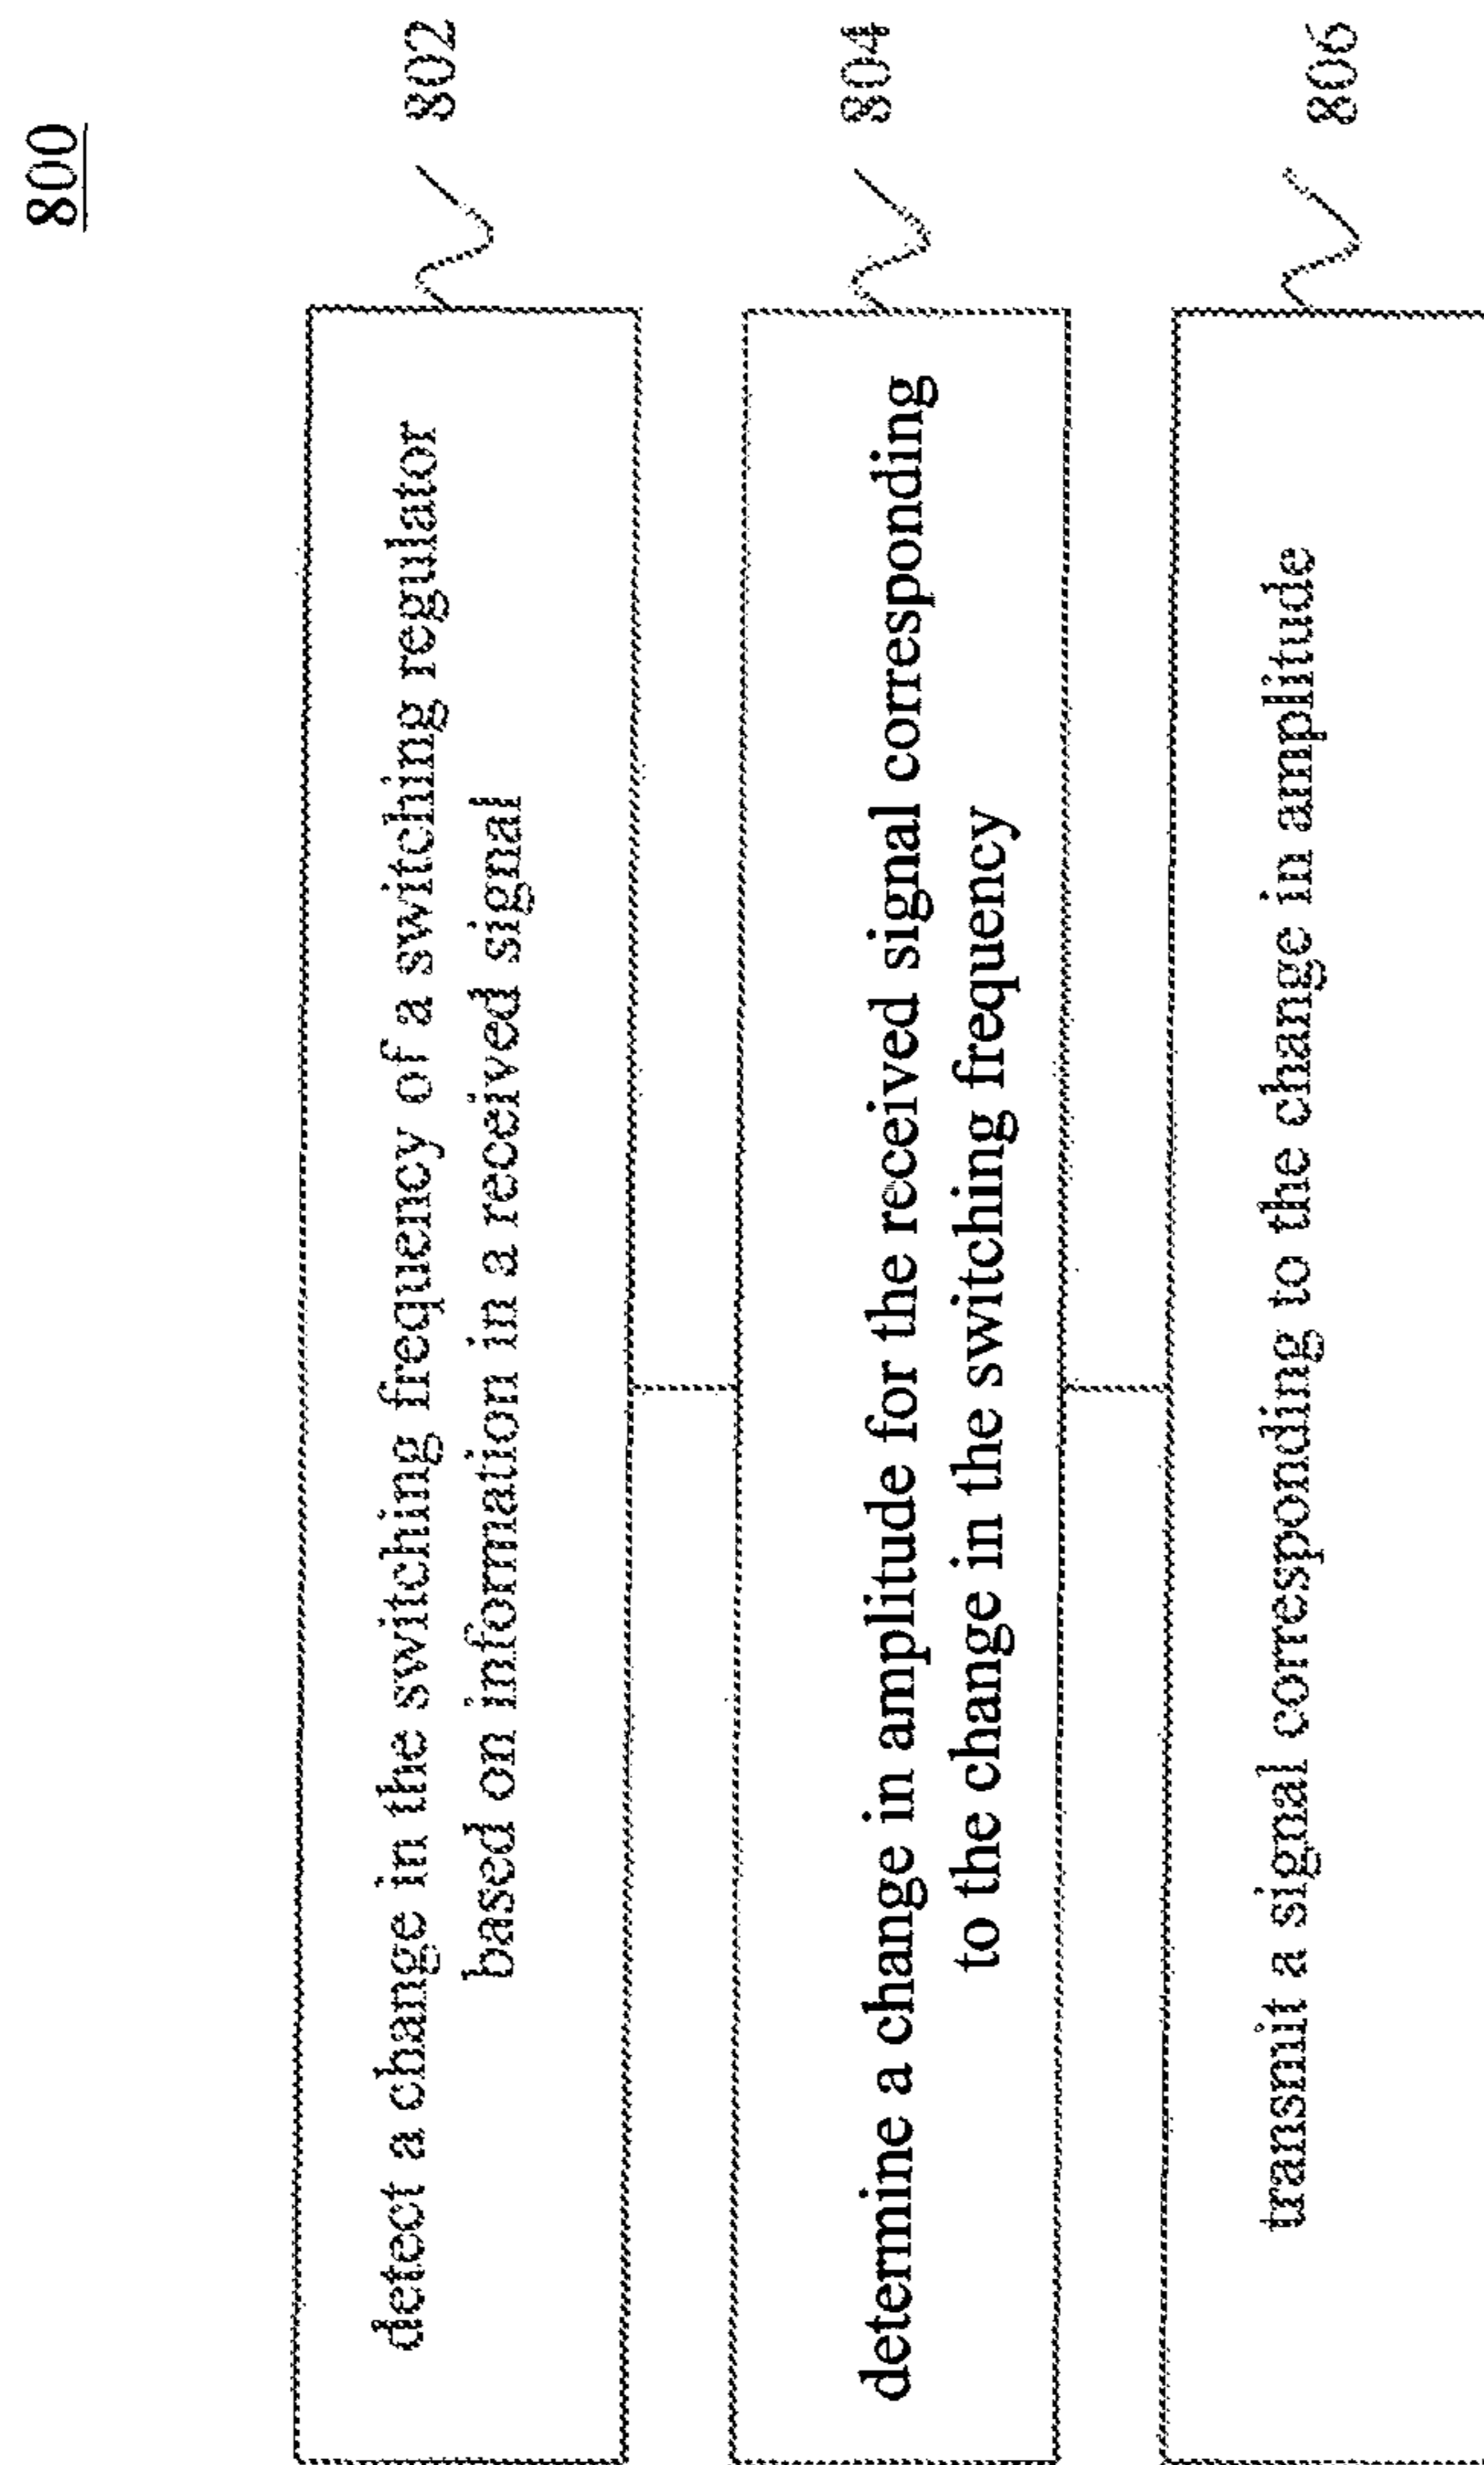 800
detect a change in the switching frequency of a switching regulator
based on information in a received signal
802
determine a change in amplitude for the received signal corresponding
to the change in the switching frequency
804
transmit a signal corresponding to the change in amplitude
806